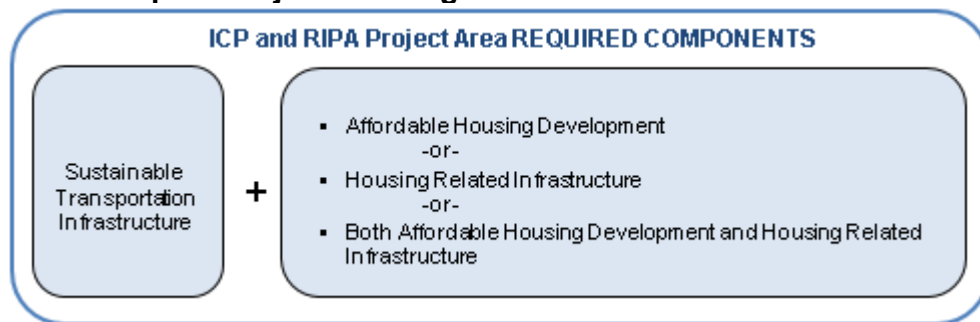 ICP and RIPA Project Area REQUIRED COMPONENTS
Sustainable
Transportation
Infrastructure
+
▪ Affordable Housing Development
-or-
▪ Housing Related Infrastructure
-or-
▪ Both Affordable Housing Development and Housing Related
Infrastructure